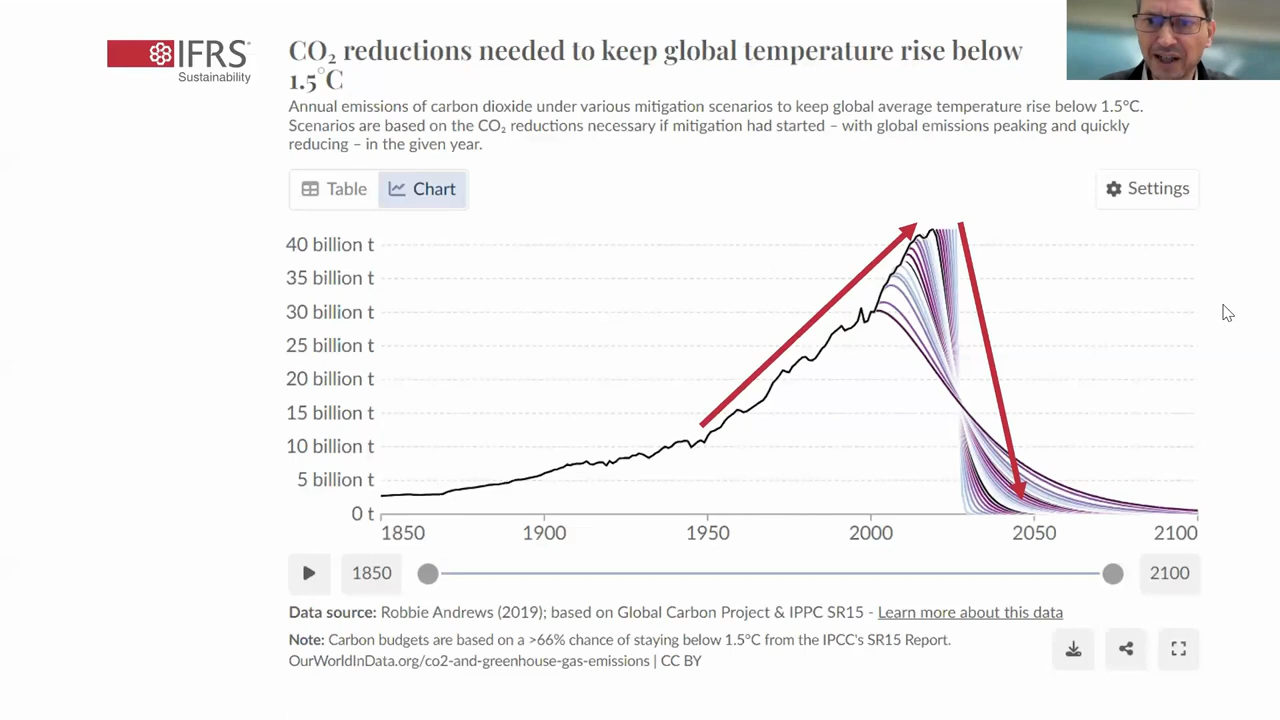 IFRS
Sustainability
CO₂ reductions needed to keep global temperature rise below
1.5°C
Annual emissions of carbon dioxide under various mitigation scenarios to keep global average temperature rise below 1.5°C.
Scenarios are based on the CO₂ reductions necessary if mitigation had started – with global emissions peaking and quickly
reducing – in the given year.
Table
Chart
Settings
40 billion t
35 billion t
30 billion t
25 billion t
20 billion t
15 billion t
10 billion t
5 billion t
0 t
1850
1900
1950
2000
2050
2100
1850
2100
Data source: Robbie Andrews (2019); based on Global Carbon Project & IPPC SR15 - Learn more about this data
Note: Carbon budgets are based on a >66% chance of staying below 1.5°C from the IPCC's SR15 Report.
OurWorldInData.org/co2-and-greenhouse-gas-emissions | CC BY